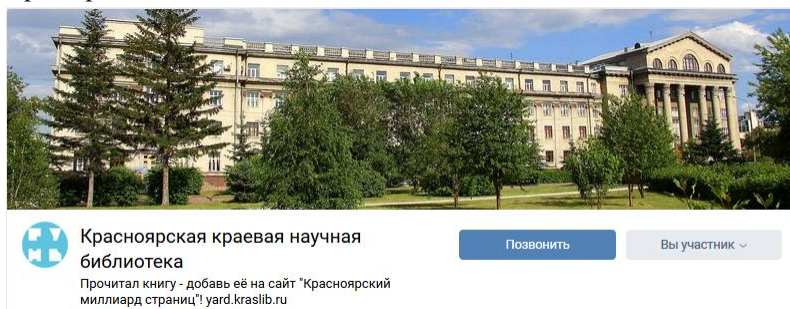 Красноярская краевая научная
библиотека
Прочитал книгу - добавь её на сайт "Красноярский
миллиард страниц"! yard.kraslib.ru
Позвонить
Вы участник